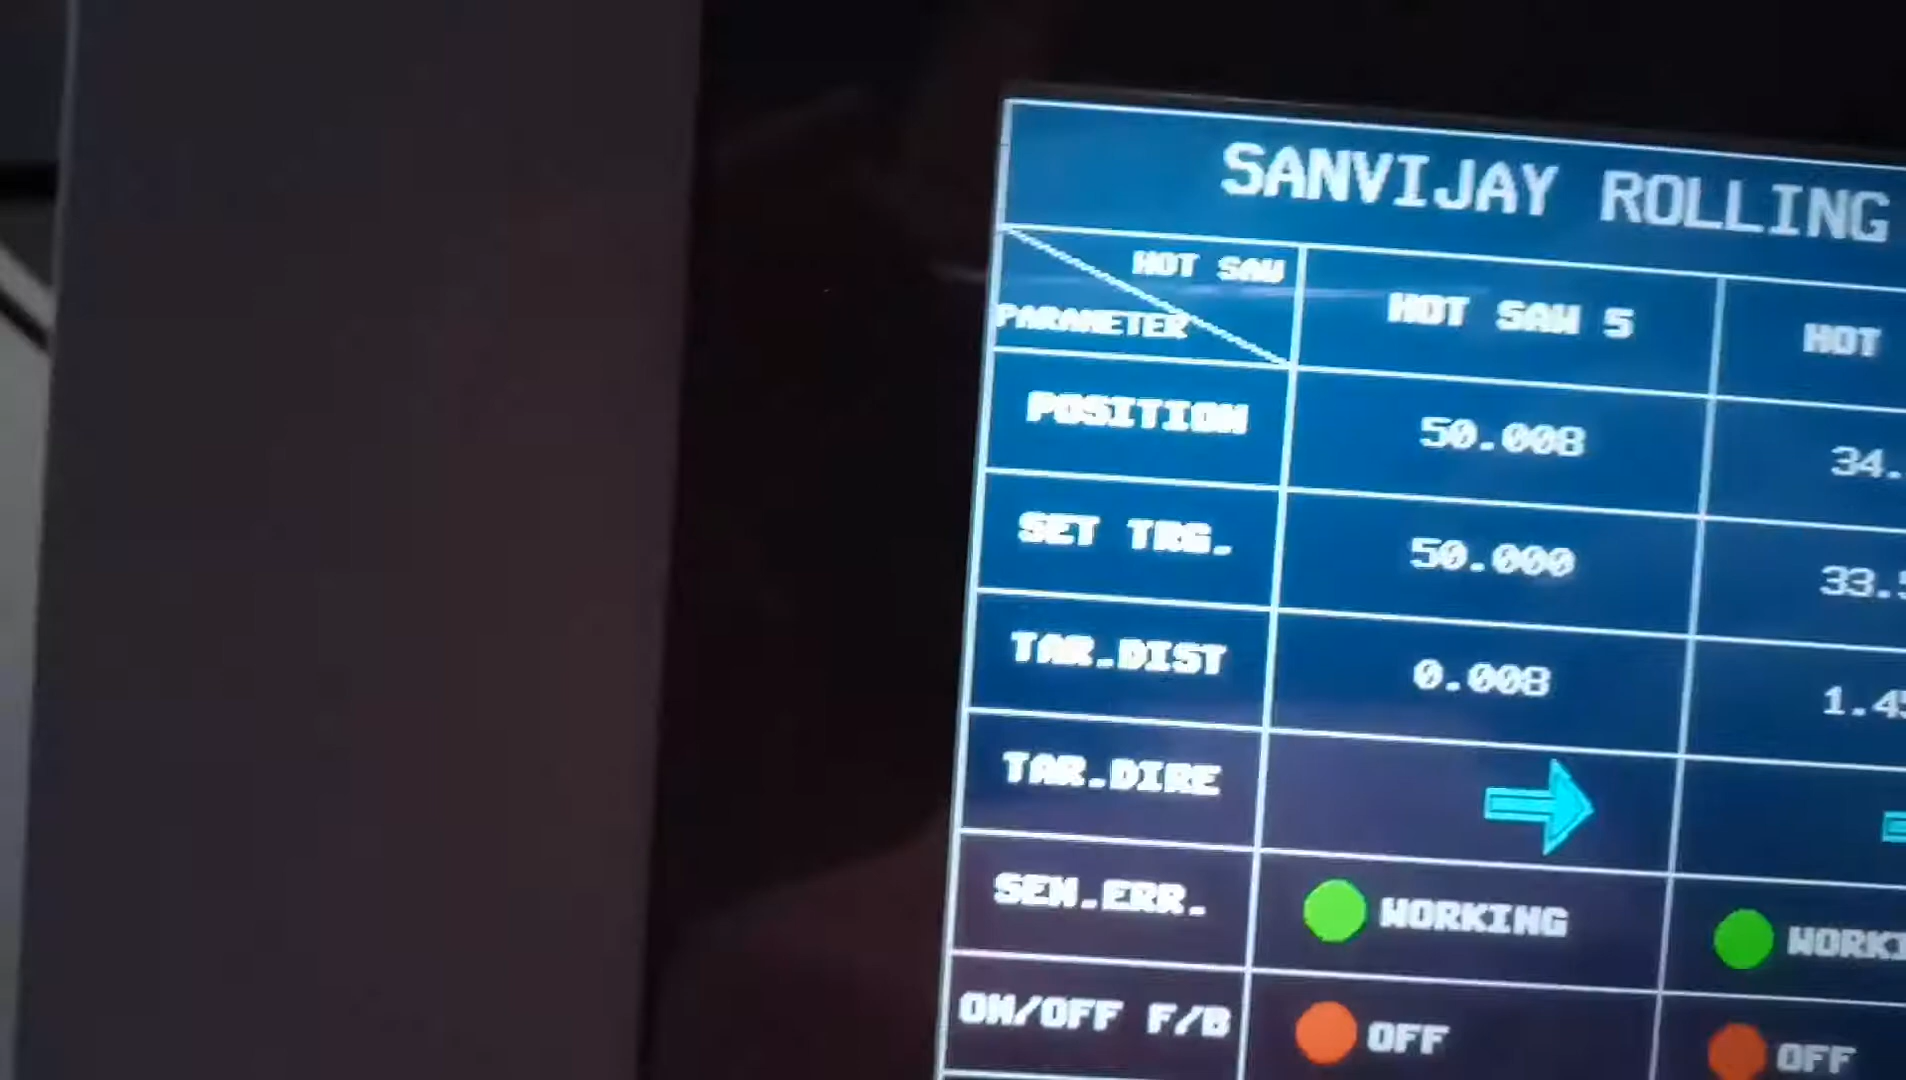 SANVIJAY ROLLING
HOT SAW
PARAMETER
HOT SAW 5
HOT
POSITION
50.008
34.
SET TRG.
50.000
33.5
TAR.DIST
0.008
1.45
TAR.DIRE
SEN.ERR.
WORKING
WORKI
ON/OFF F/B
OFF
OFF